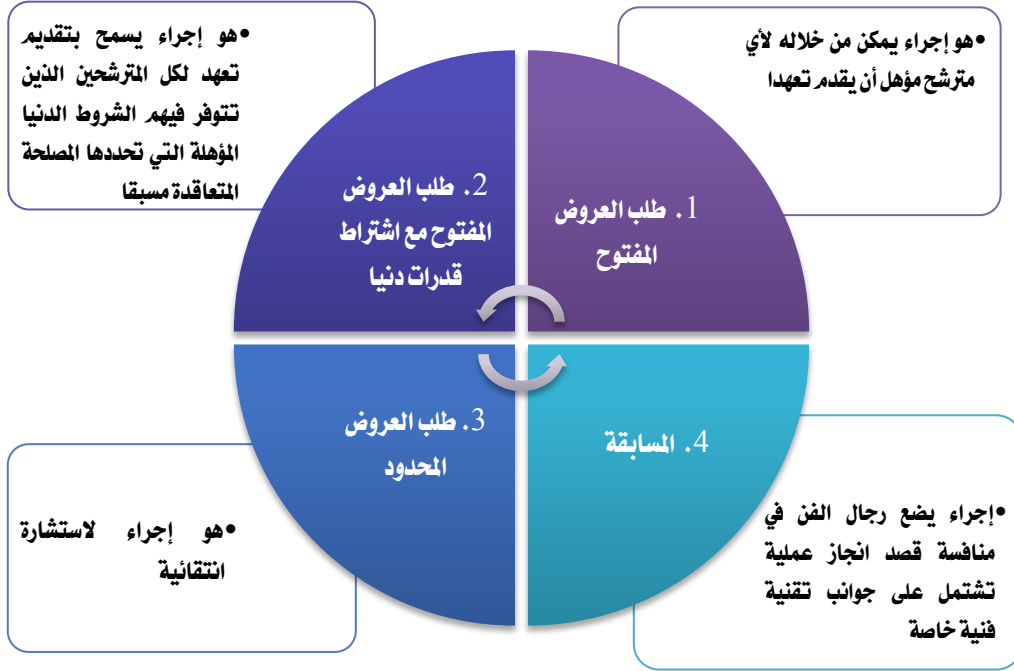 •هو إجراء يمكن من خلاله لأي
مترشح مؤهل أن يقدم تعهدا
1. طلب العروض
المفتوح
•هو إجراء يسمح بتقديم
تعهد لكل المترشحين الذين
تتوفر فيهم الشروط الدنيا
المؤهلة التي تحددها المصلحة
المتعاقدة مسبقا
2. طلب العروض
المفتوح مع اشتراط
قدرات دنيا
3. طلب العروض
المحدود
•هو إجراء لاستشارة
انتقائية
4. المسابقة
•إجراء يضع رجال الفن في
منافسة قصد انجاز عملية
تشتمل على جوانب تقنية
فنية خاصة